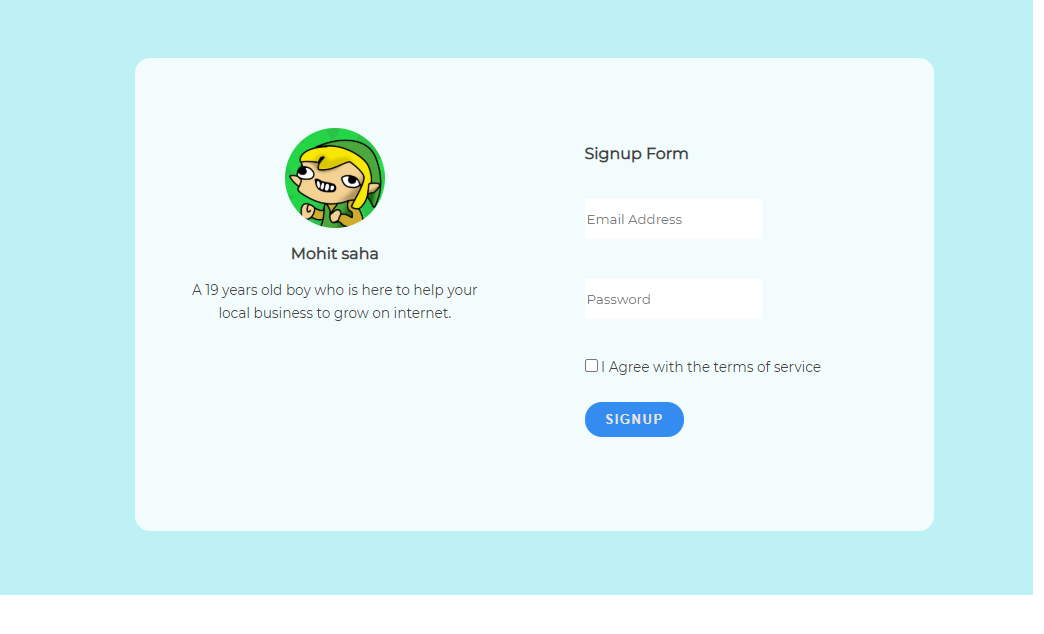 Mohit saha
A 19 years old boy who is here to help your
local business to grow on internet.
Signup Form
Email Address
Password
I Agree with the terms of service
SIGNUP